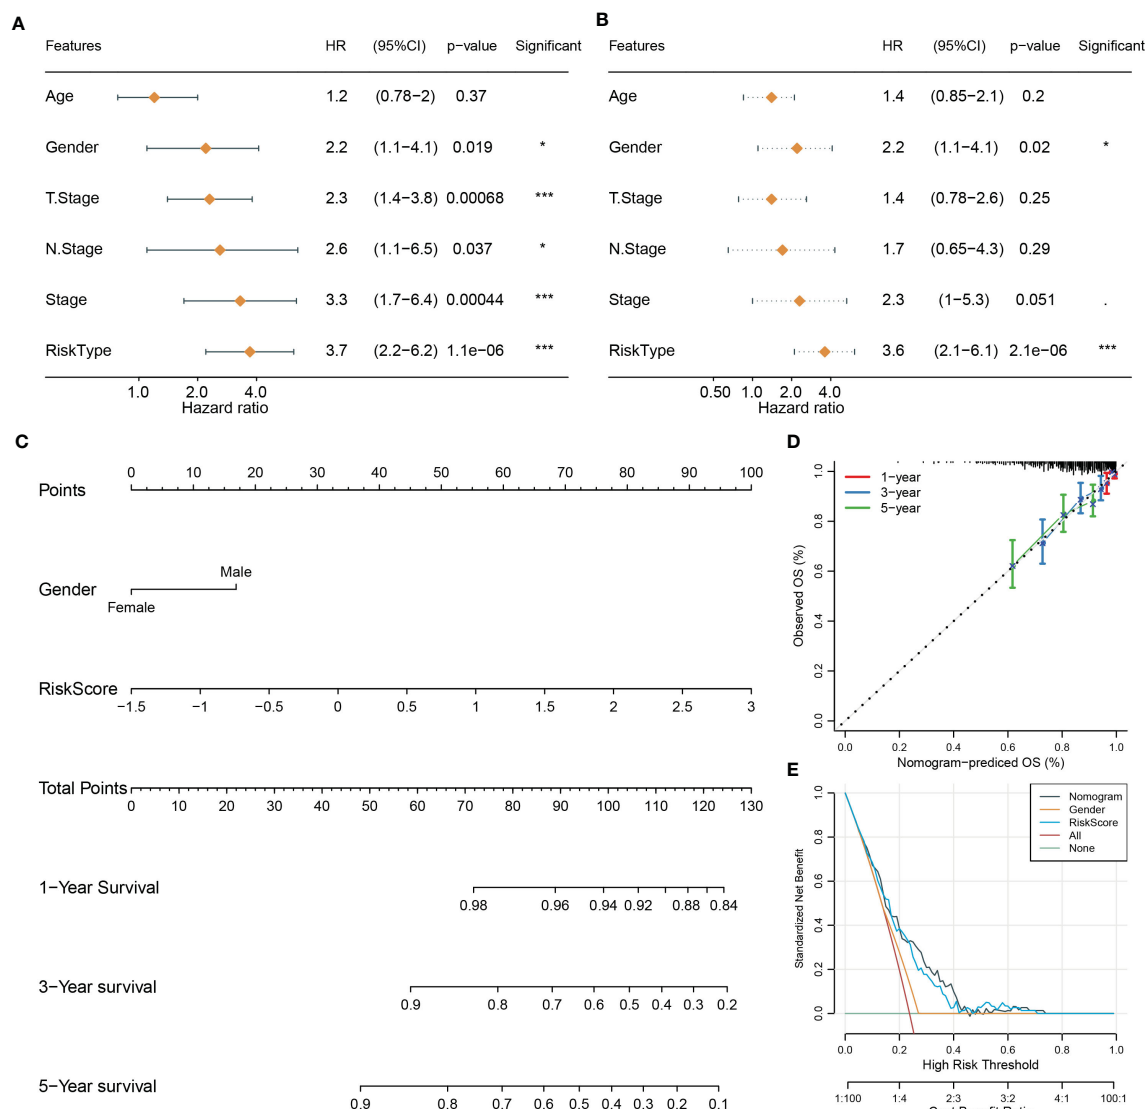 A
Features HR (95%CI) p−value Significant
Age 1.2 (0.78−2) 0.37
Gender 2.2 (1.1−4.1) 0.019 *
T.Stage 2.3 (1.4−3.8) 0.00068 ***
N.Stage 2.6 (1.1−6.5) 0.037 *
Stage 3.3 (1.7−6.4) 0.00044 ***
RiskType 3.7 (2.2−6.2) 1.1e−06 ***
1.0 2.0 4.0
Hazard ratio
B
Features HR (95%CI) p−value Significant
Age 1.4 (0.85−2.1) 0.2
Gender 2.2 (1.1−4.1) 0.02 *
T.Stage 1.4 (0.78−2.6) 0.25
N.Stage 1.7 (0.65−4.3) 0.29
Stage 2.3 (1−5.3) 0.051 .
RiskType 3.6 (2.1−6.1) 2.1e−06 ***
0.50 1.0 2.0 4.0
Hazard ratio
C
0 10 20 30 40 50 60 70 80 90 100
Points
Male
Gender
Female
RiskScore
−1.5 −1 −0.5 0 0.5 1 1.5 2 2.5 3
Total Points
0 10 20 30 40 50 60 70 80 90 100 110 120 130
1−Year Survival
0.98 0.96 0.94 0.92 0.88 0.84
3−Year survival
0.9 0.8 0.7 0.6 0.5 0.4 0.3 0.2
5−Year survival
0.9 0.8 0.7 0.6 0.5 0.4 0.3 0.2 0.1
D
1−year
3−year
5−year
Observed OS (%)
1.0
0.8
0.6
0.4
0.2
0.0
0.0 0.2 0.4 0.6 0.8 1.0
Nomogram−prediced OS (%)
E
Nomogram
Gender
RiskScore
All
None
Standardized Net Benefit
1.0
0.8
0.6
0.4
0.2
0.0
0.0 0.2 0.4 0.6 0.8 1.0
High Risk Threshold
1:100 1:4 2:3 3:2 4:1 100:1